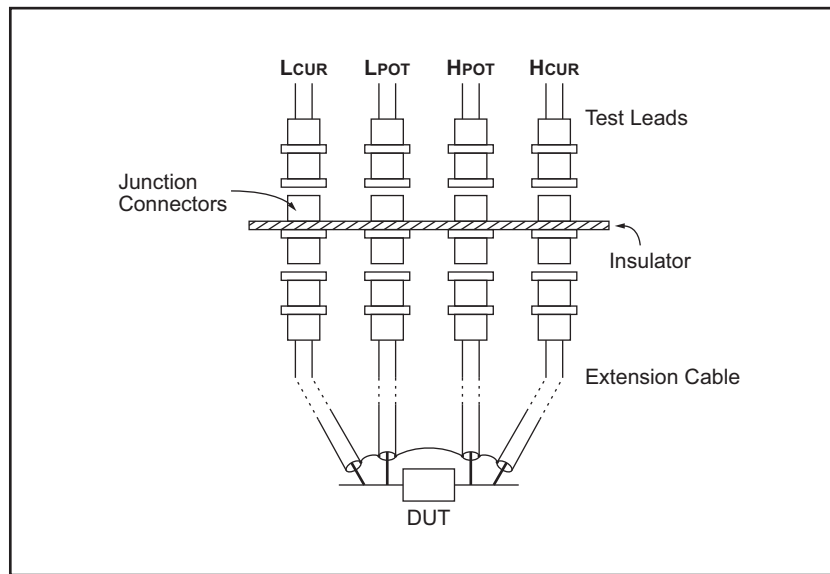 LCUR LPOT HPOT HCUR
Test Leads
Junction
Connectors
Insulator
Extension Cable
DUT